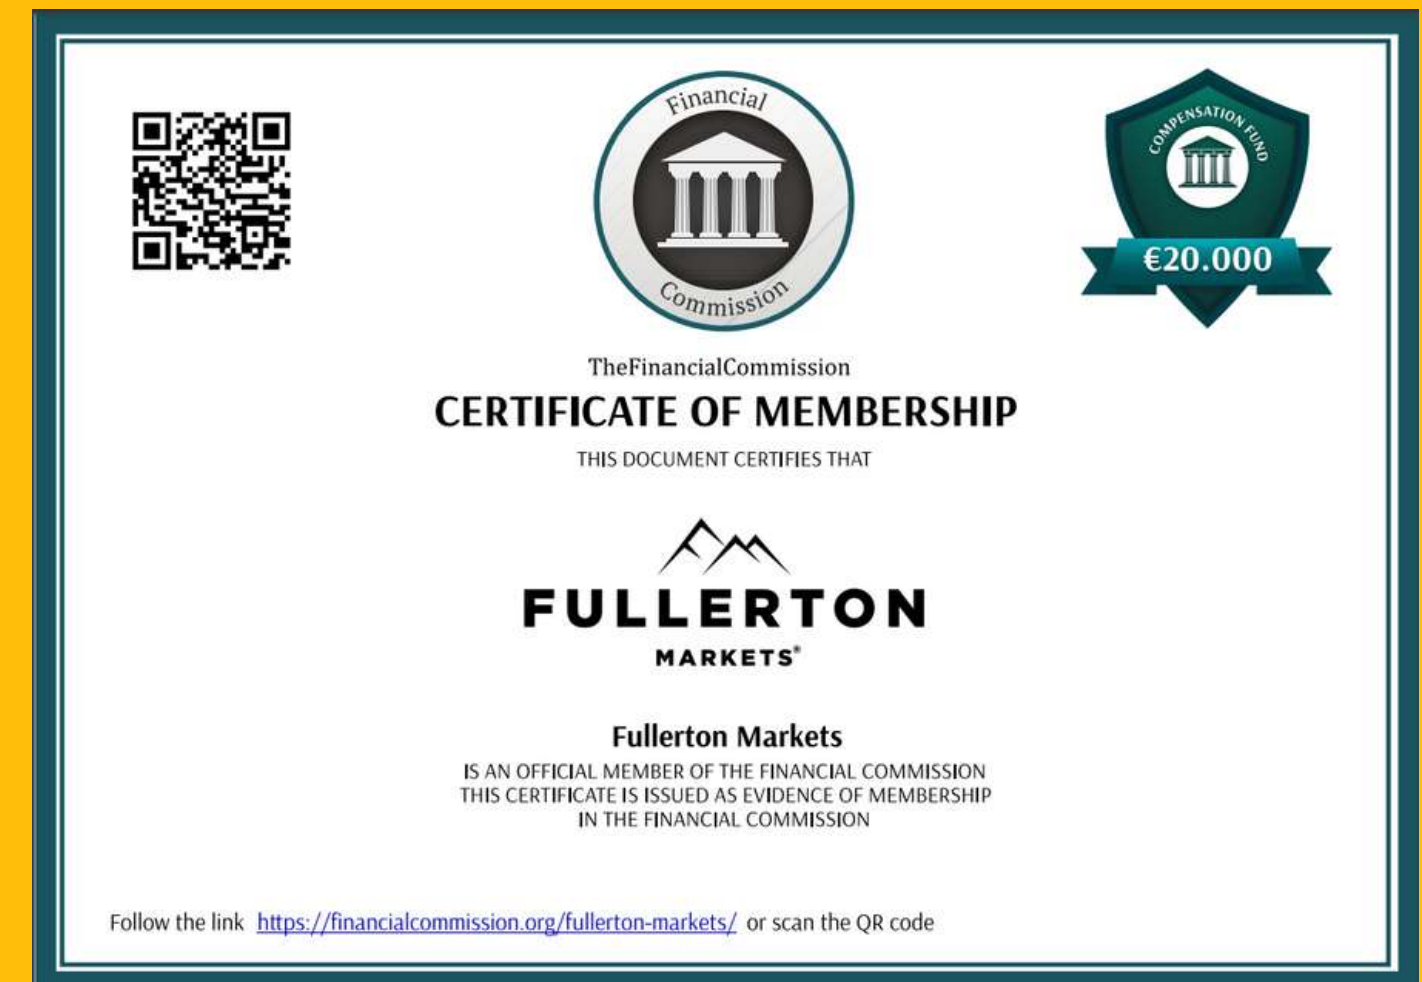 Financial
Commission
COMPENSATION FUND
€20.000
TheFinancialCommission
CERTIFICATE OF MEMBERSHIP
THIS DOCUMENT CERTIFIES THAT
FULLERTON
MARKETS®
Fullerton Markets
IS AN OFFICIAL MEMBER OF THE FINANCIAL COMMISSION
THIS CERTIFICATE IS ISSUED AS EVIDENCE OF MEMBERSHIP
IN THE FINANCIAL COMMISSION
Follow the link https://financialcommission.org/fullerton-markets/ or scan the QR code